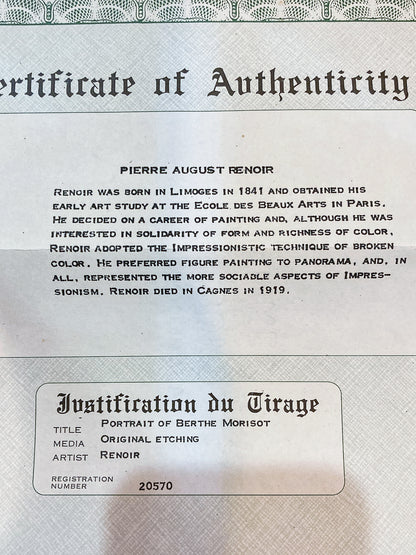 ertificate of Authenticity
PIERRE AUGUST RENOIR
RENOIR WAS BORN IN LIMOGES IN 1841 AND OBTAINED HIS
EARLY ART STUDY AT THE ECOLE DES BEAUX ARTS IN PARIS.
HE DECIDED ON A CAREER OF PAINTING AND, ALTHOUGH HE WAS
INTERESTED IN SOLIDARITY OF FORM AND RICHNESS OF COLOR,
RENOIR ADOPTED THE IMPRESSIONISTIC TECHNIQUE OF BROKEN
COLOR. HE PREFERRED FIGURE PAINTING TO PANORAMA, AND, IN
ALL, REPRESENTED THE MORE SOCIABLE ASPECTS OF IMPRES-
SIONISM. RENOIR DIED IN CAGNES IN 1919.
Justification du Tirage
TITLE PORTRAIT OF BERTHE MORISOT
MEDIA ORIGINAL ETCHING
ARTIST RENOIR
REGISTRATION
NUMBER 20570